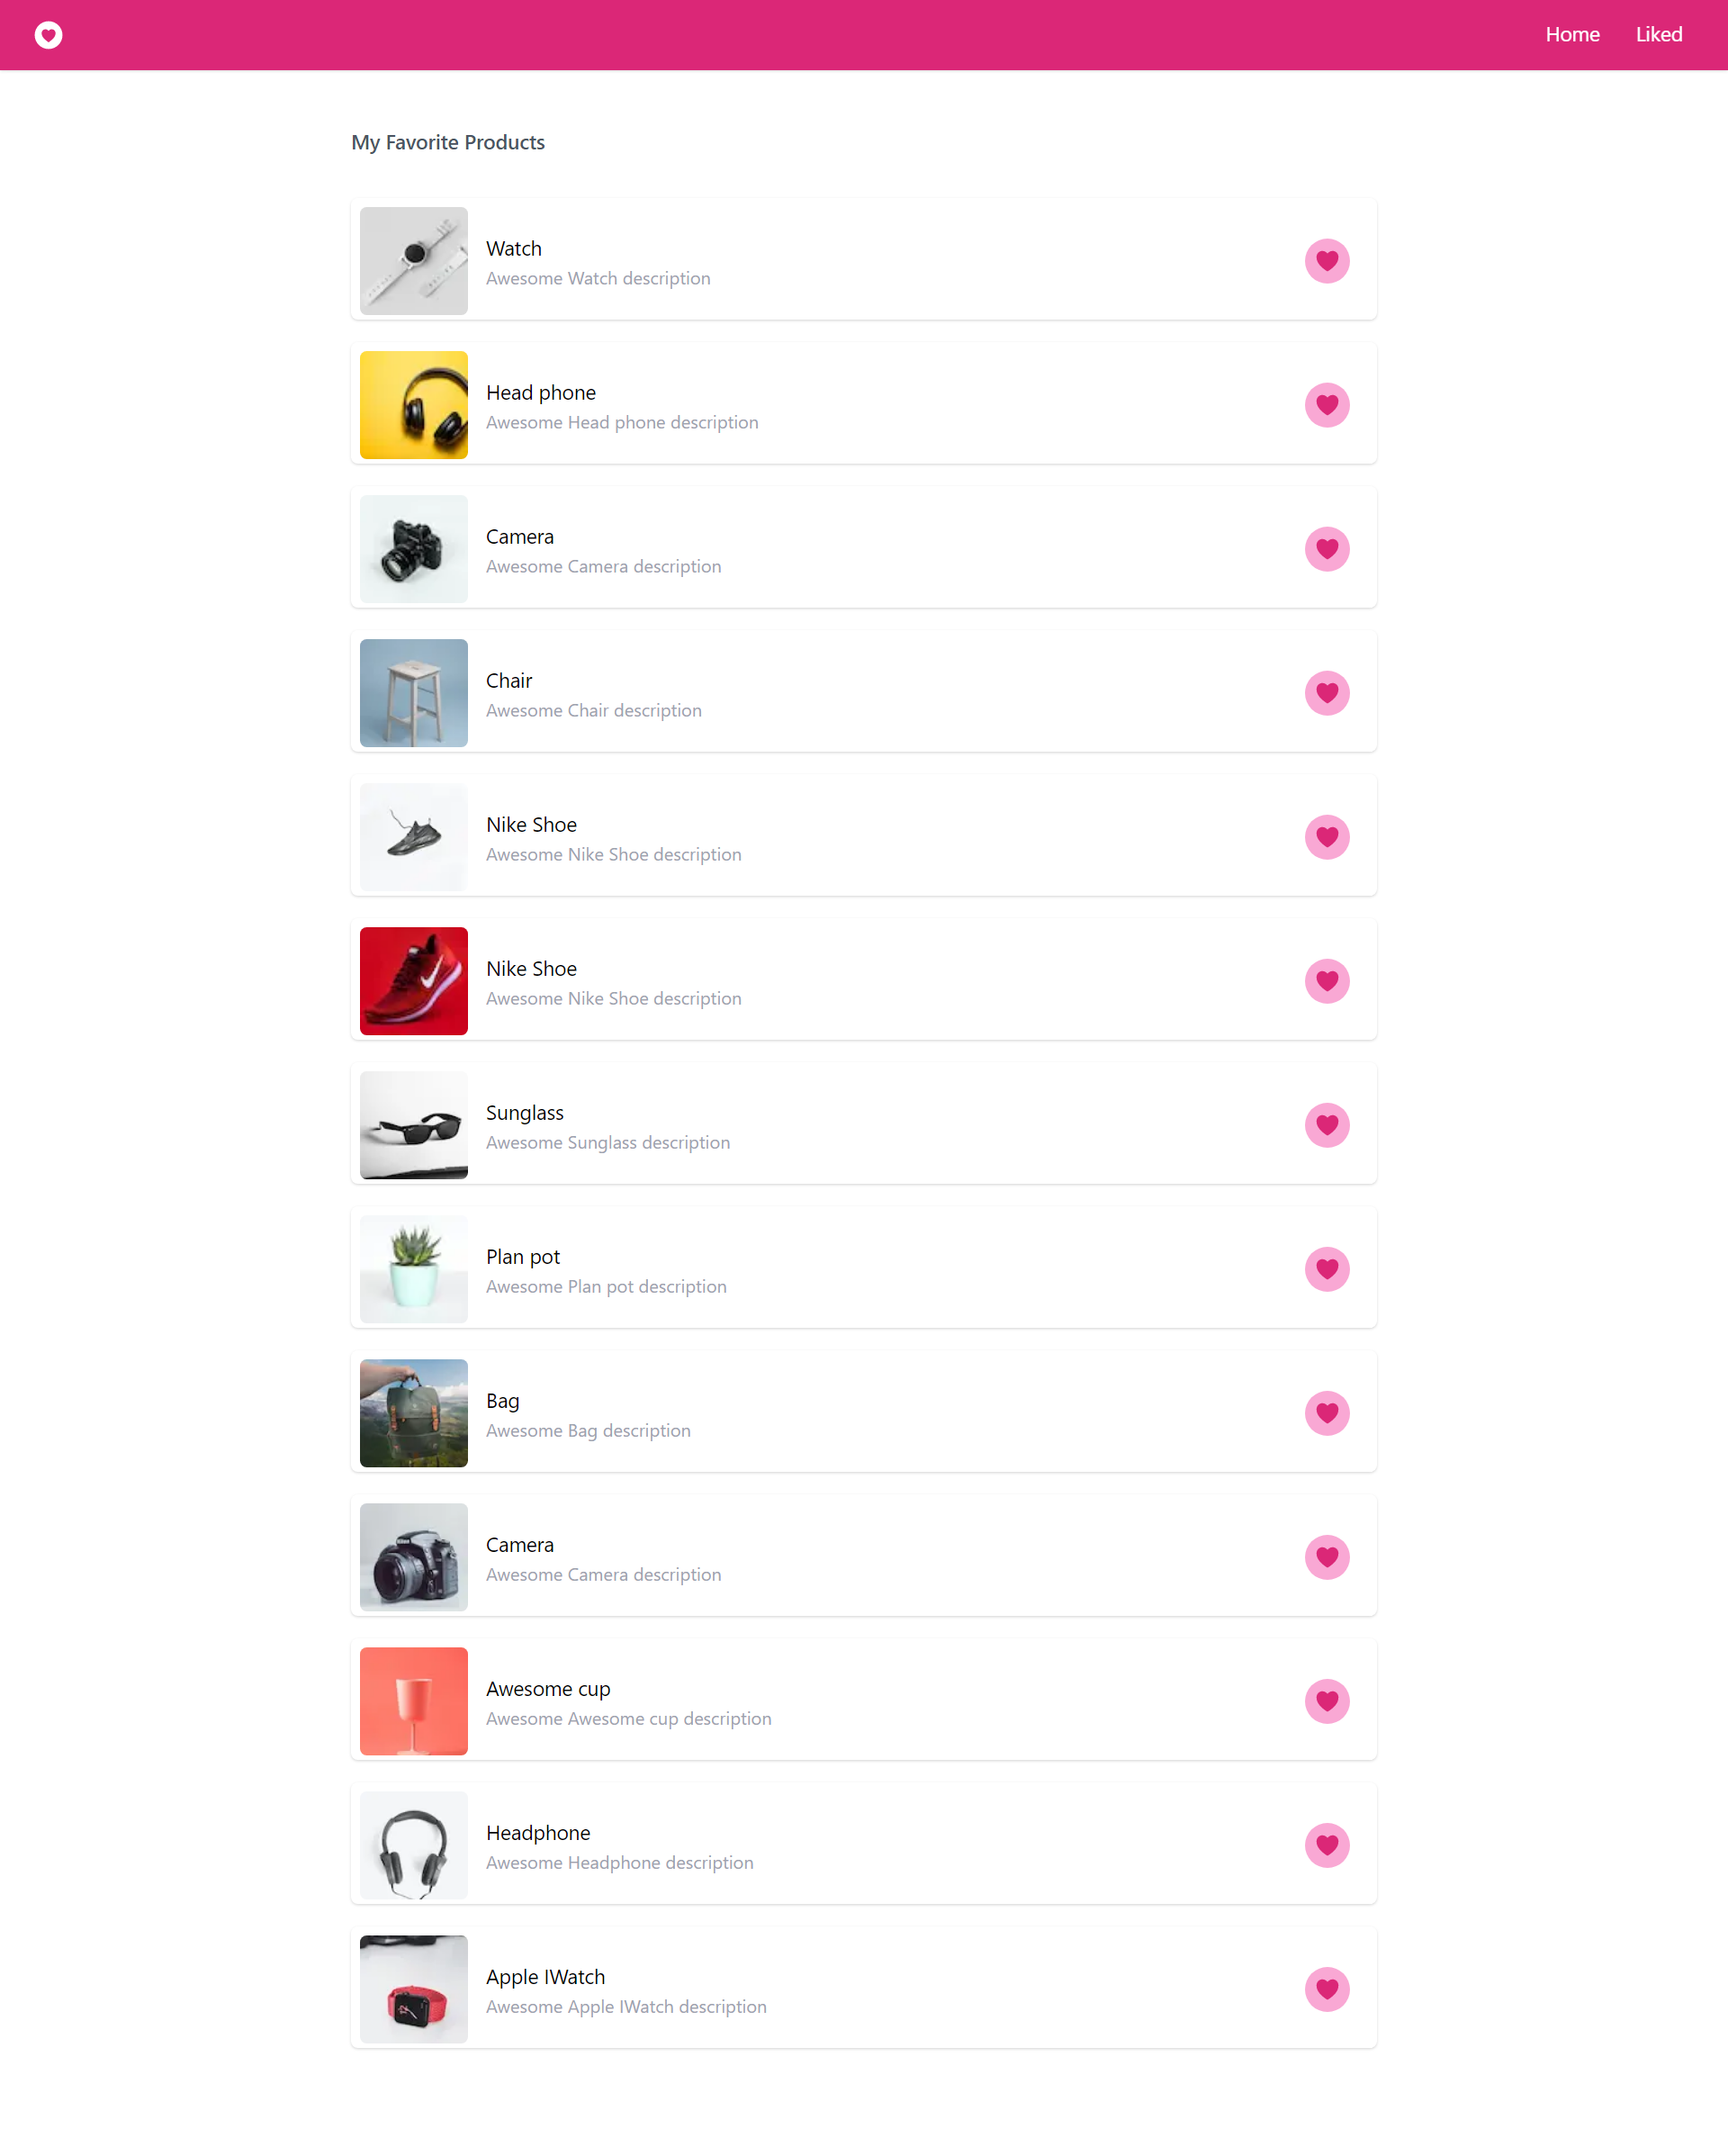 Home Liked
My Favorite Products
Watch
Awesome Watch description
Head phone
Awesome Head phone description
Camera
Awesome Camera description
Chair
Awesome Chair description
Nike Shoe
Awesome Nike Shoe description
Nike Shoe
Awesome Nike Shoe description
Sunglass
Awesome Sunglass description
Plan pot
Awesome Plan pot description
Bag
Awesome Bag description
Camera
Awesome Camera description
Awesome cup
Awesome Awesome cup description
Headphone
Awesome Headphone description
Apple IWatch
Awesome Apple IWatch description